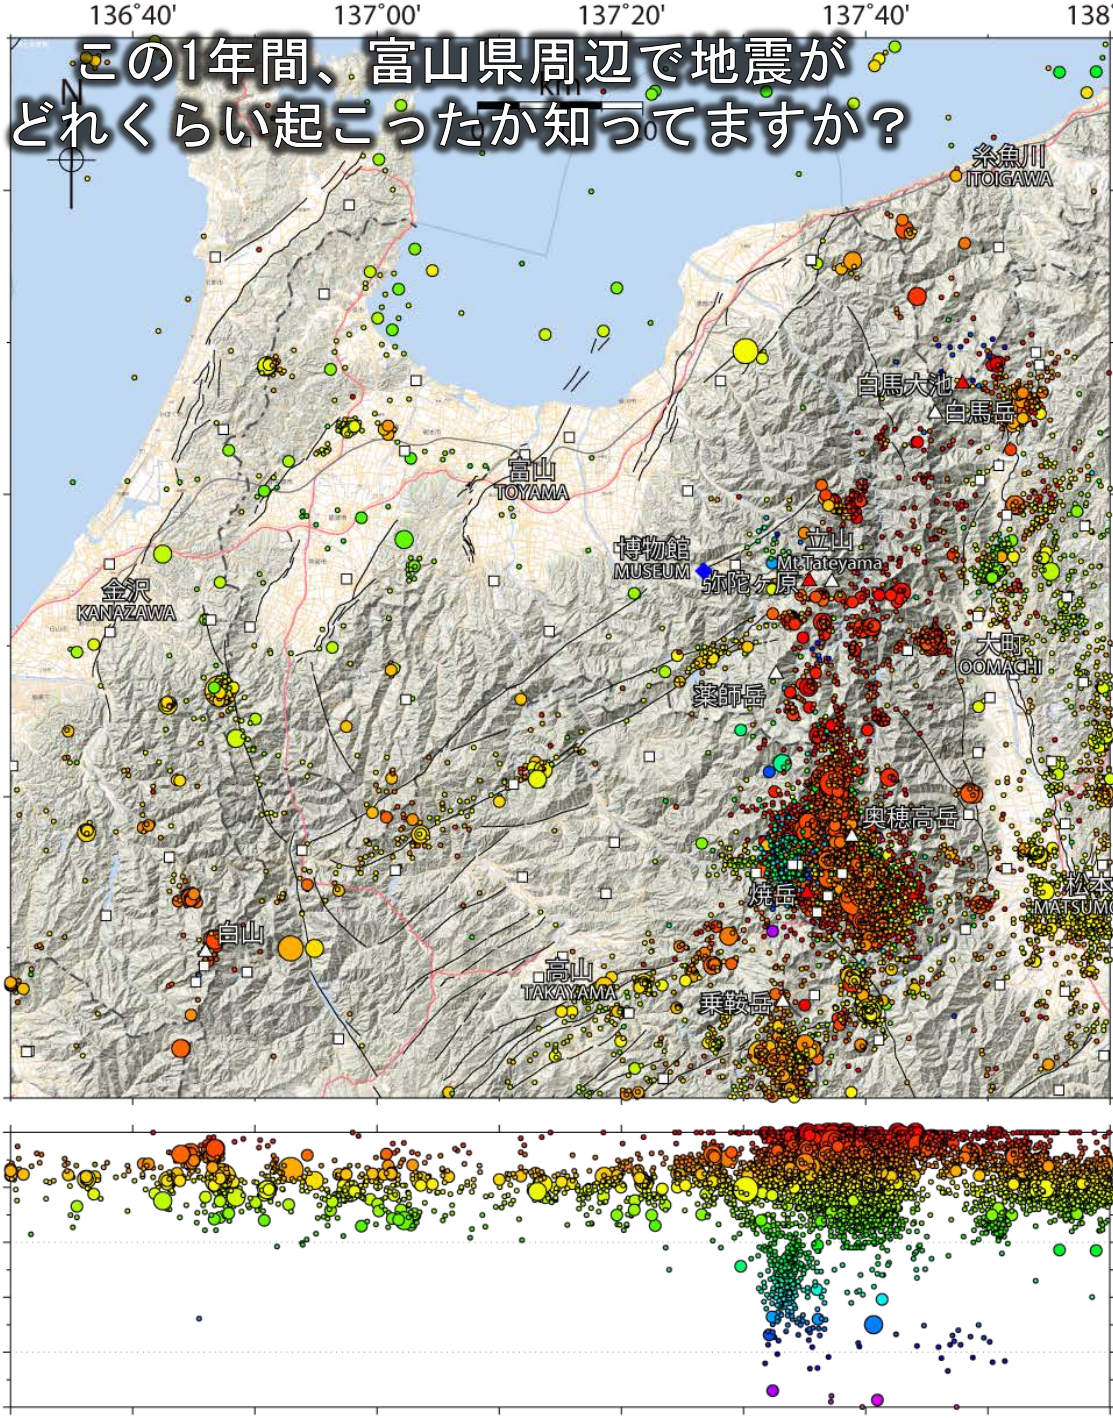 136°40' 137°00' 137°20' 137°40' 138°
この1年間、富山県周辺で地震が
どれくらい起こったか知ってますか？
N
km
0
糸魚川
ITOIGAWA
白馬大池
白馬岳
富山
TOYAMA
博物館
MUSEUM
立山
Mt.Tateyama
弥陀ヶ原
金沢
KANAZAWA
大町
OOMACHI
薬師岳
奥穂高岳
焼岳
松本
MATSUMO
白山
高山
TAKAYAMA
乗鞍岳